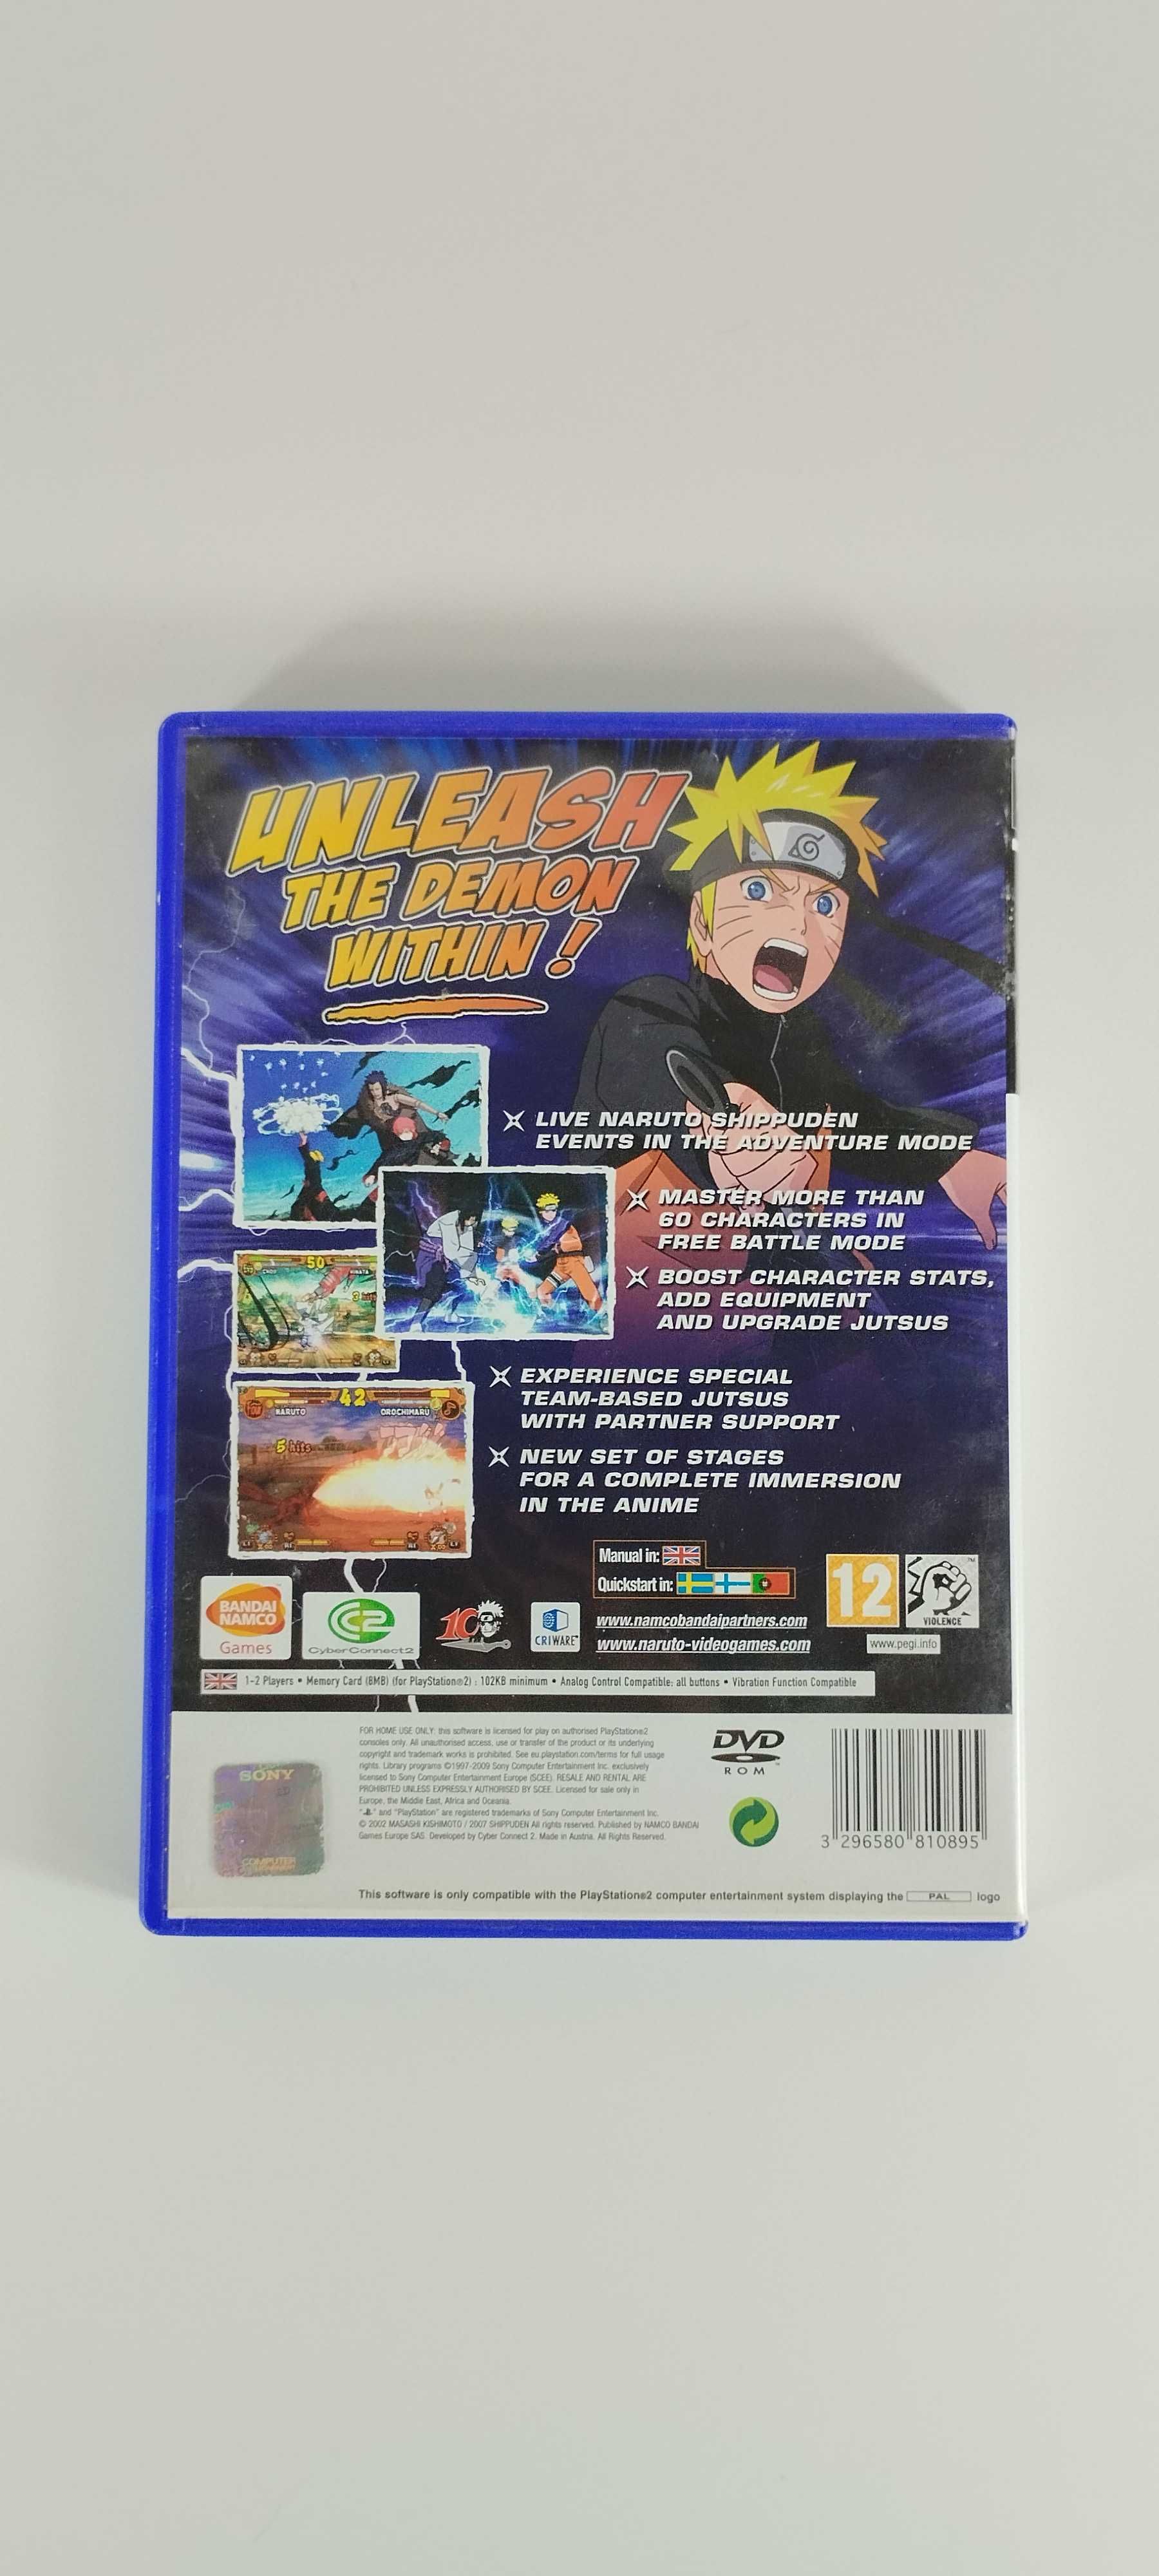 UNLEASH
THE DEMON
WITHIN!
LIVE NARUTO SHIPPUDEN
EVENTS IN THE ADVENTURE MODE
MASTER MORE THAN
60 CHARACTERS IN
FREE BATTLE MODE
BOOST CHARACTER STATS,
ADD EQUIPMENT
AND UPGRADE JUTSUS
50
HINATA
EXPERIENCE SPECIAL
TEAM-BASED JUTSUS
WITH PARTNER SUPPORT
42
NARUTO
OROCHIMARU
5 hits
NEW SET OF STAGES
FOR A COMPLETE IMMERSION
IN THE ANIME
Manual in:
Quickstart in:
BANDAI
NAMCO
Games
CyberConnect2
10
CRIWARE™
www.namcobandaipartners.com
www.naruto-videogames.com
12
VIOLENCE
www.pegi.info
1-2 Players • Memory Card (8MB) (for PlayStation®2) : 102KB minimum • Analog Control Compatible: all buttons • Vibration Function Compatible
FOR HOME USE ONLY: this software is licensed for play on authorised PlayStation®2
consoles only. All unauthorised access, use or transfer of the product or its underlying
copyright and trademark works is prohibited. See eu.playstation.com/terms for full usage
rights. Library programs ©1997-2009 Sony Computer Entertainment Inc. exclusively
licensed to Sony Computer Entertainment Europe (SCEE). RESALE AND RENTAL ARE
PROHIBITED UNLESS EXPRESSLY AUTHORISED BY SCEE. Licensed for sale only in
Europe, the Middle East, Africa and Oceania.
" " and "PlayStation" are registered trademarks of Sony Computer Entertainment Inc.
© 2002 MASASHI KISHIMOTO / 2007 SHIPPUDEN All rights reserved. Published by NAMCO BANDAI
Games Europe SAS. Developed by Cyber Connect 2. Made in Austria. All Rights Reserved.
SONY
COMPUTER
DVD
ROM
3 296580 810895
This software is only compatible with the PlayStation®2 computer entertainment system displaying the PAL logo